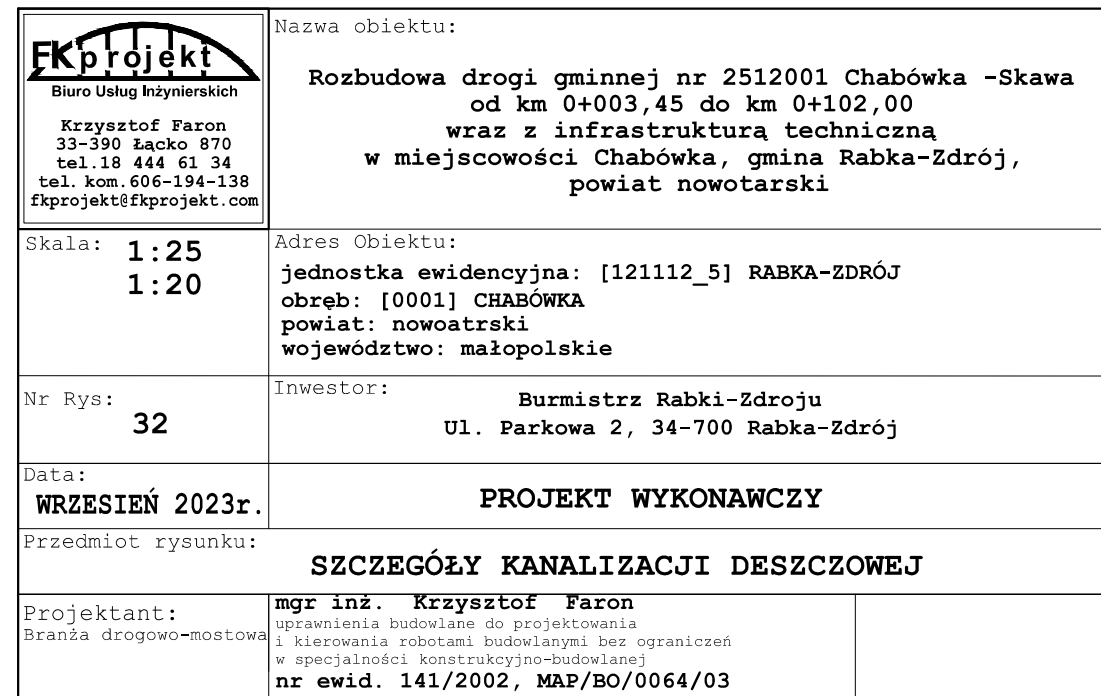 FKprojekt
Biuro Usług Inżynierskich
Krzysztof Faron
33-390 Łącko 870
tel.18 444 61 34
tel. kom.606-194-138
fkprojekt@fkprojekt.com
Nazwa obiektu:
Rozbudowa drogi gminnej nr 2512001 Chabówka -Skawa
od km 0+003,45 do km 0+102,00
wraz z infrastrukturą techniczną
w miejscowości Chabówka, gmina Rabka-Zdrój,
powiat nowotarski
Skala:
1:25
1:20
Adres Obiektu:
jednostka ewidencyjna: [121112_5] RABKA-ZDRÓJ
obręb: [0001] CHABÓWKA
powiat: nowoatrski
województwo: małopolskie
Nr Rys:
32
Inwestor:
Burmistrz Rabki-Zdroju
Ul. Parkowa 2, 34-700 Rabka-Zdrój
Data:
WRZESIEŃ 2023r.
PROJEKT WYKONAWCZY
Przedmiot rysunku:
SZCZEGÓŁY KANALIZACJI DESZCZOWEJ
Projektant:
Branża drogowo-mostowa
mgr inż. Krzysztof Faron
uprawnienia budowlane do projektowania
i kierowania robotami budowlanymi bez ograniczeń
w specjalności konstrukcyjno-budowlanej
nr ewid. 141/2002, MAP/BO/0064/03